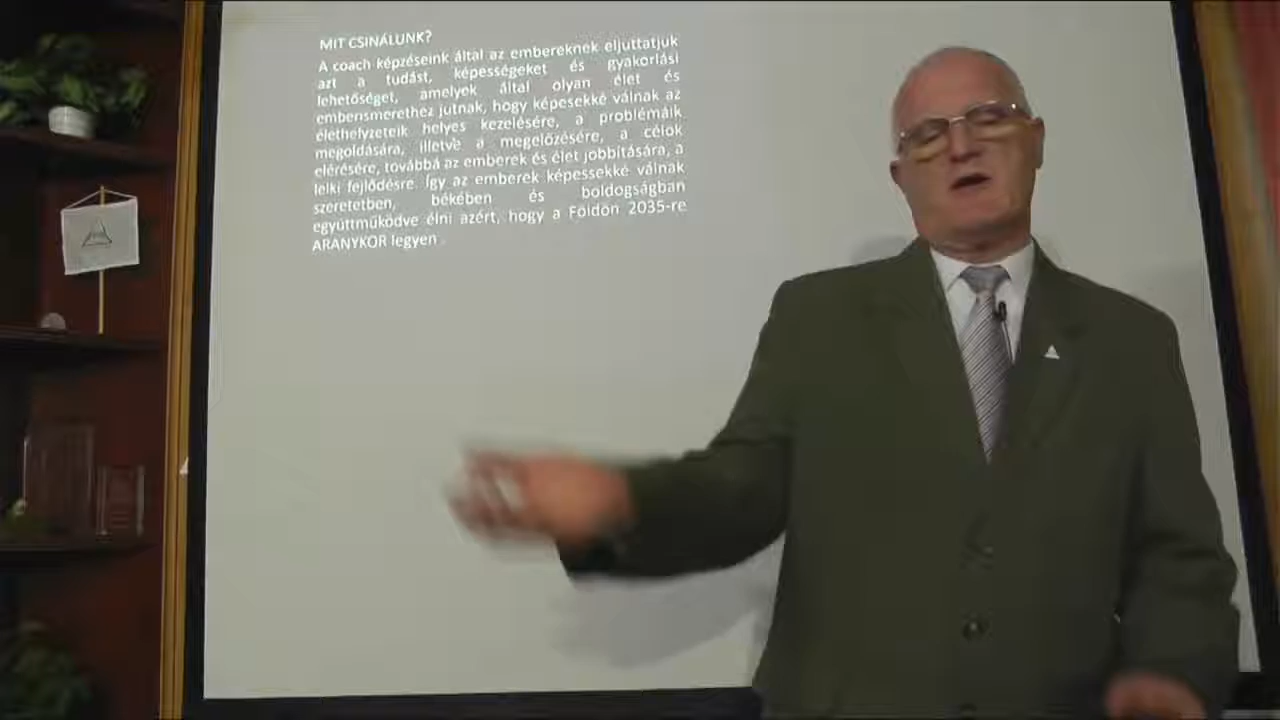 MIT CSINÁLUNK?
A coach képzéseink által az embereknek eljuttatjuk
azt a tudást, képességeket és gyakorlási
lehetőséget, amelyek által olyan élet és
emberismerethez jutnak, hogy képesekké válnak az
élethelyzeteik helyes kezelésére, a problémáik
megoldására, illetve a megelőzésére, a célok
elérésére, továbbá az emberek és élet jobbítására, a
lelki fejlődésre. Így az emberek képessekké válnak
szeretetben, békében és boldogságban
együttműködve élni azért, hogy a Földön 2035-re
ARANYKOR legyen